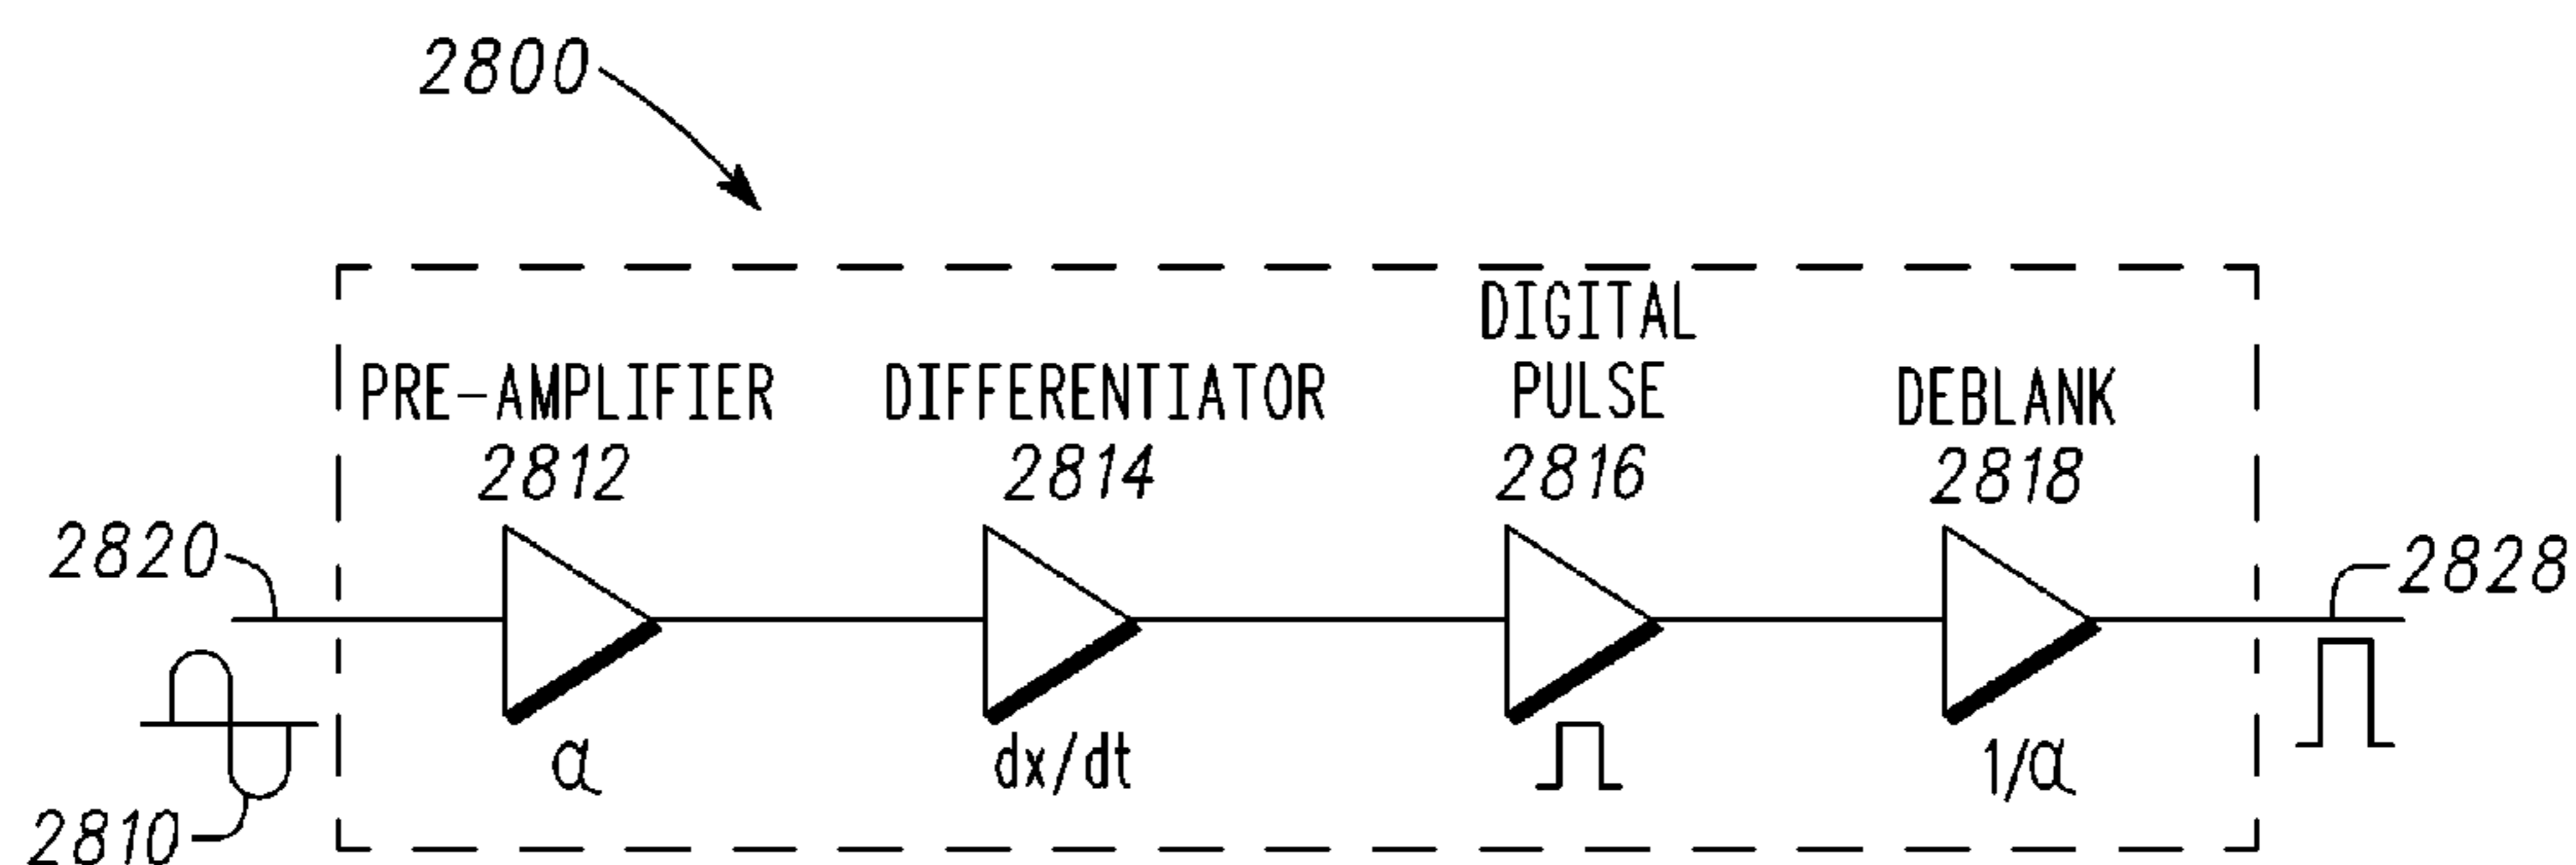 2800
PRE-AMPLIFIER
2812
DIFFERENTIATOR
2814
DIGITAL
PULSE
2816
DEBLANK
2818
2820
2828
α
dx/dt
1/α
2810